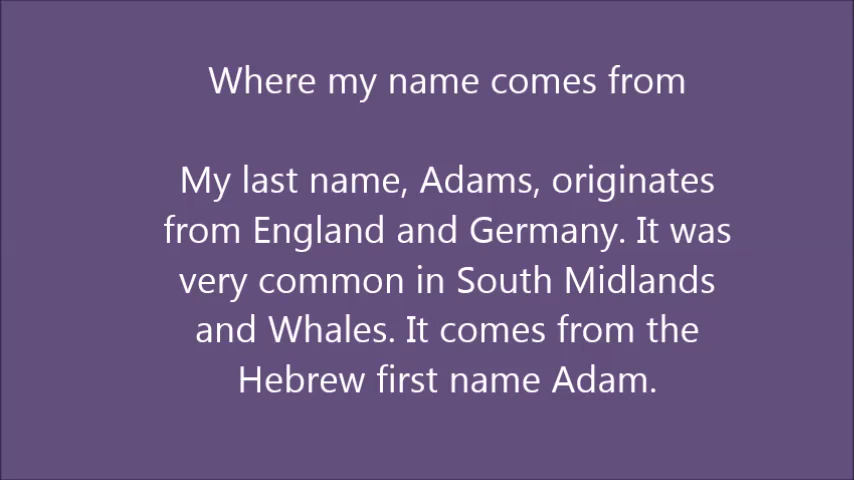 Where my name comes from
My last name, Adams, originates
from England and Germany. It was
very common in South Midlands
and Whales. It comes from the
Hebrew first name Adam.